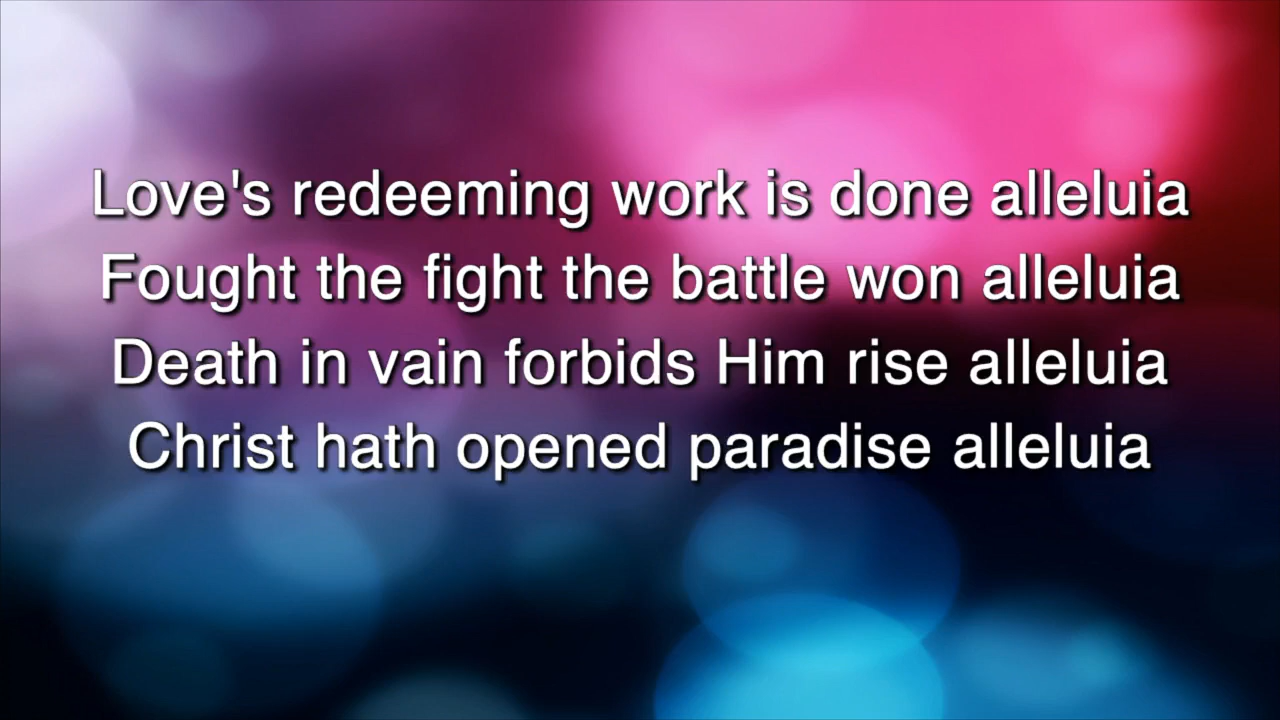 Love's redeeming work is done alleluia
Fought the fight the battle won alleluia
Death in vain forbids Him rise alleluia
Christ hath opened paradise alleluia